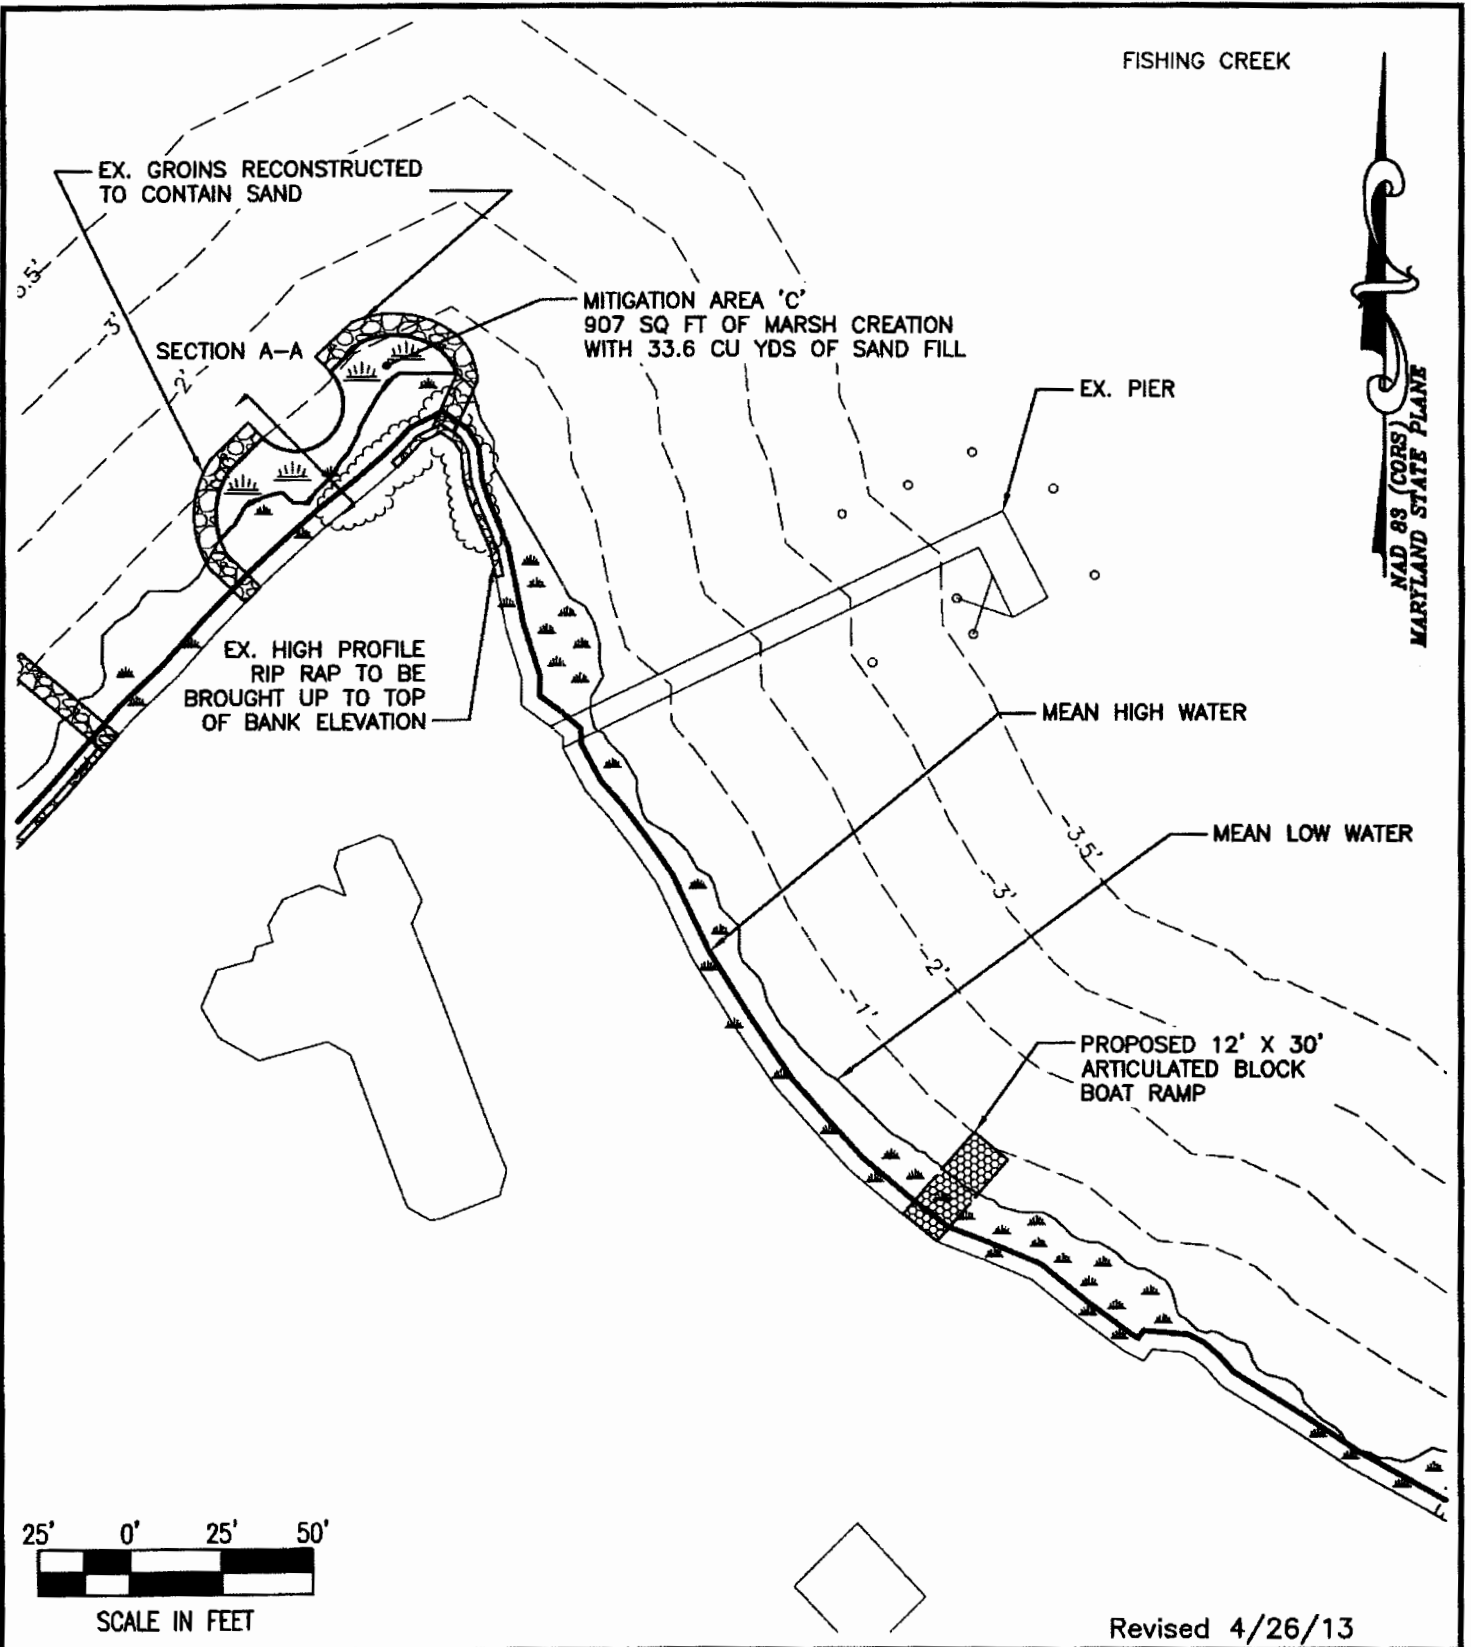 FISHING CREEK
EX. GROINS RECONSTRUCTED
TO CONTAIN SAND
3'
SECTION A-A
2'
MITIGATION AREA 'C'
907 SQ FT OF MARSH CREATION
WITH 33.6 CU YDS OF SAND FILL
EX. PIER
NAD 83 (CORS)
MARYLAND STATE PLANE
EX. HIGH PROFILE
RIP RAP TO BE
BROUGHT UP TO TOP
OF BANK ELEVATION
MEAN HIGH WATER
MEAN LOW WATER
3.5'
3'
2'
1'
PROPOSED 12' X 30'
ARTICULATED BLOCK
BOAT RAMP
25' 0' 25' 50'
SCALE IN FEET
Revised 4/26/13